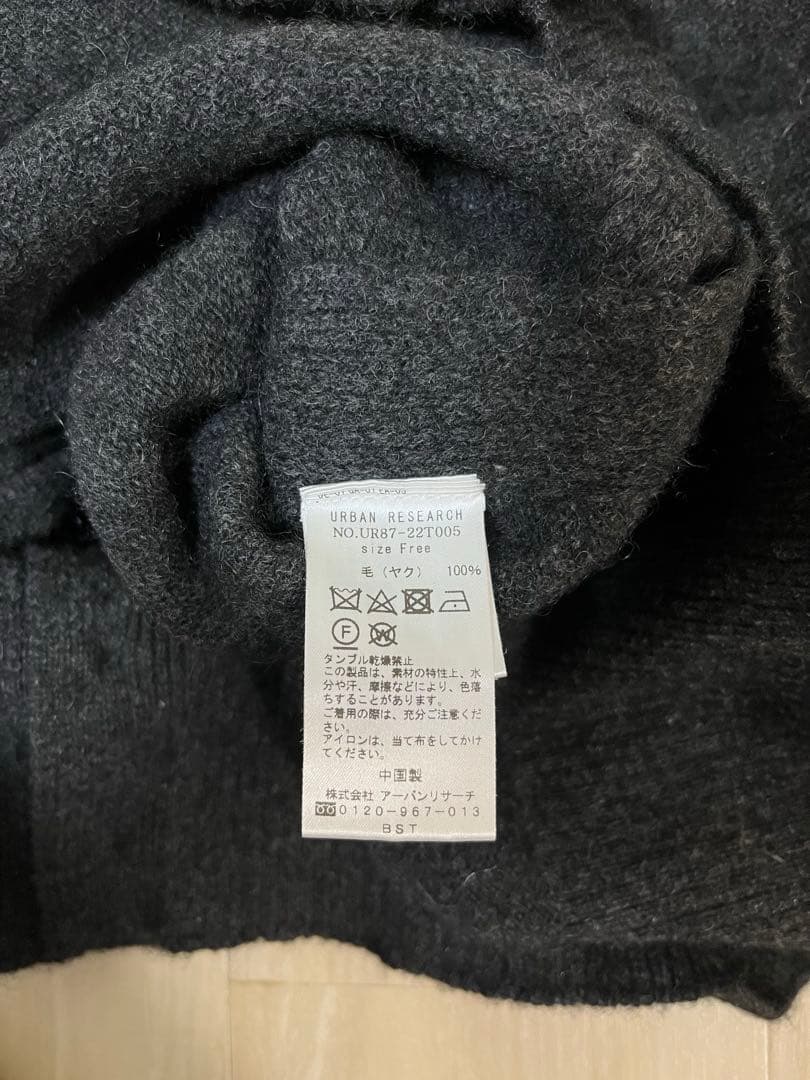 URBAN RESEARCH
NO.UR87-22T005
size Free
毛（ヤク） 100%
F W
タンブル乾燥禁止
この製品は、素材の特性上、水
分や汗、摩擦などにより、色落
ちすることがあります。
ご着用の際は、充分ご注意くだ
さい。
アイロンは、当て布をしてかけ
てください。
中国製
株式会社 アーバンリサーチ
0120-967-013
BST